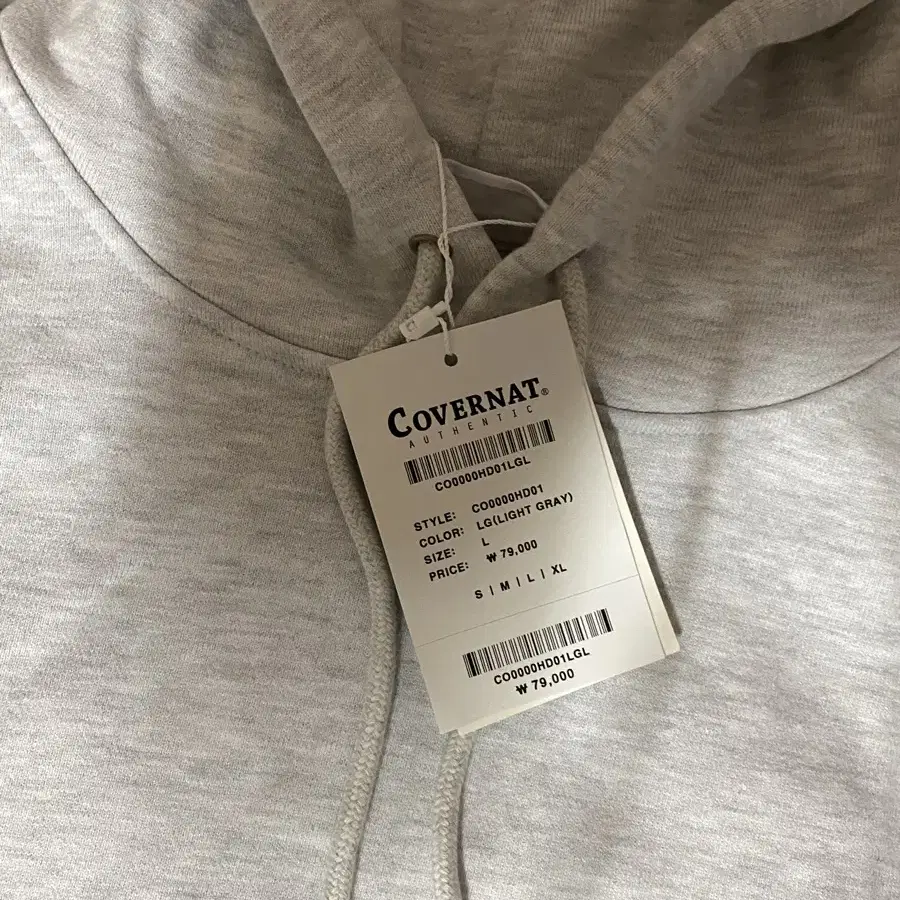 COVERNAT®
AUTHENTIC
CO0000HD01LGL
STYLE: CO0000HD01
COLOR: LG(LIGHT GRAY)
SIZE: L
PRICE: ₩ 79,000
S | M | L | XL
CO0000HD01LGL
₩ 79,000